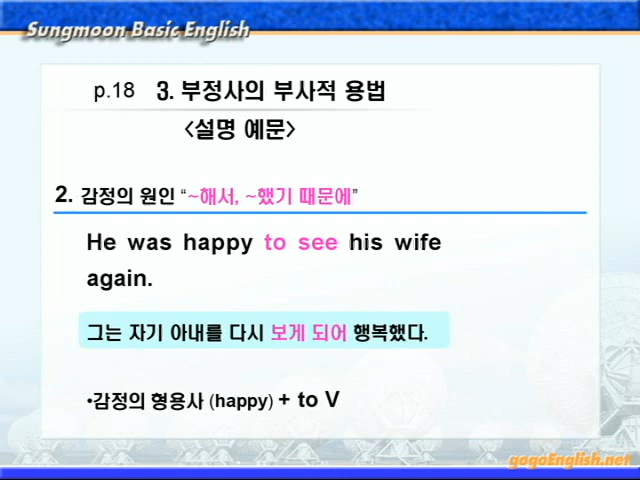 Sungmoon Basic English
p.18 3. 부정사의 부사적 용법
<설명 예문>
2. 감정의 원인 “~해서, ~했기 때문에”
He was happy to see his wife
again.
그는 자기 아내를 다시 보게 되어 행복했다.
•감정의 형용사 (happy) + to V
gogoEnglish.net